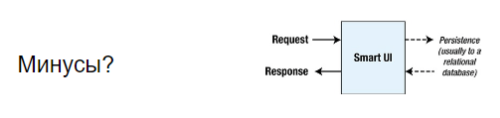 Минусы?
Request
Response
Smart UI
Persistence
(usually to a
relational
database)